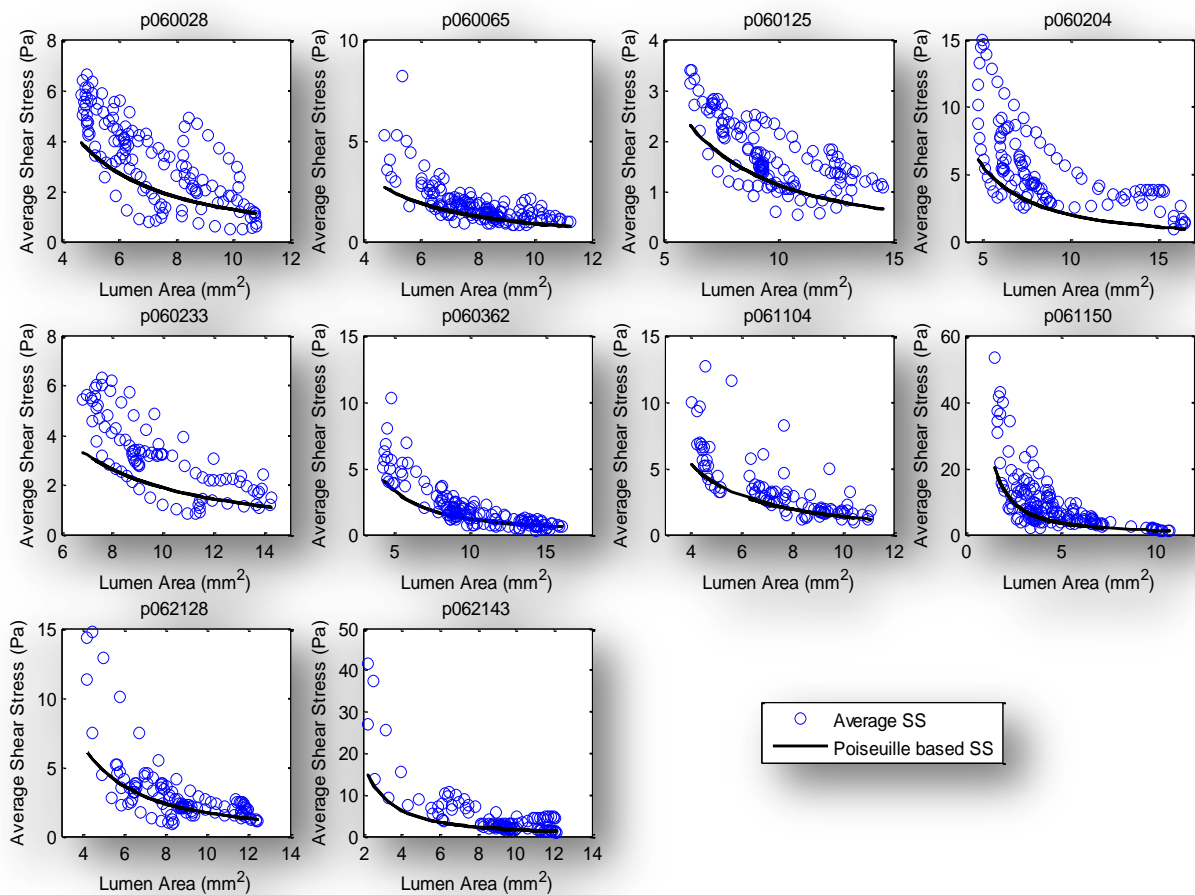 p060028
p060065
p060125
p060204
Average Shear Stress (Pa)
8
6
4
2
0
4 6 8 10 12
Lumen Area (mm²)
Average Shear Stress (Pa)
10
5
0
4 6 8 10 12
Lumen Area (mm²)
Average Shear Stress (Pa)
4
3
2
1
0
5 10 15
Lumen Area (mm²)
Average Shear Stress (Pa)
15
10
5
0
5 10 15
Lumen Area (mm²)
p060233
p060362
p061104
p061150
Average Shear Stress (Pa)
8
6
4
2
0
6 8 10 12 14
Lumen Area (mm²)
Average Shear Stress (Pa)
15
10
5
0
5 10 15
Lumen Area (mm²)
Average Shear Stress (Pa)
15
10
5
0
4 6 8 10 12
Lumen Area (mm²)
Average Shear Stress (Pa)
60
40
20
0
0 5 10
Lumen Area (mm²)
p062128
p062143
Average Shear Stress (Pa)
15
10
5
0
4 6 8 10 12 14
Lumen Area (mm²)
Average Shear Stress (Pa)
50
40
30
20
10
0
2 4 6 8 10 12 14
Lumen Area (mm²)
Average SS
Poiseuille based SS